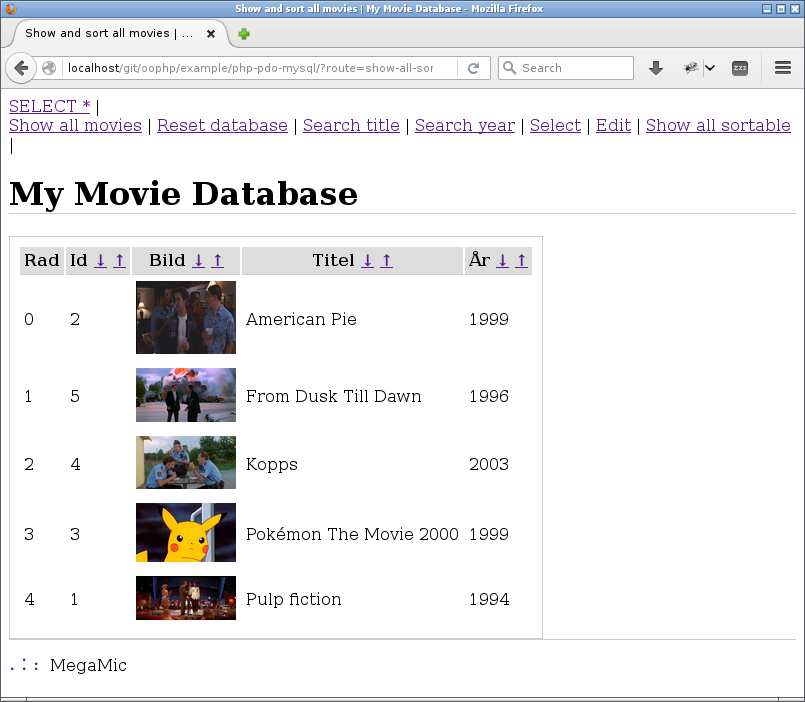 Show and sort all movies | My Movie Database - Mozilla Firefox
Show and sort all movies | ...
localhost/git/oophp/example/php-pdo-mysql/?route=show-all-sor
Search
zzz
SELECT * |
Show all movies | Reset database | Search title | Search year | Select | Edit | Show all sortable
|
My Movie Database
Rad Id ↓ ↑ Bild ↓ ↑ Titel ↓ ↑ År ↓ ↑
0 2 American Pie 1999
1 5 From Dusk Till Dawn 1996
2 4 Kopps 2003
3 3 Pokémon The Movie 2000 1999
4 1 Pulp fiction 1994
.:: MegaMic